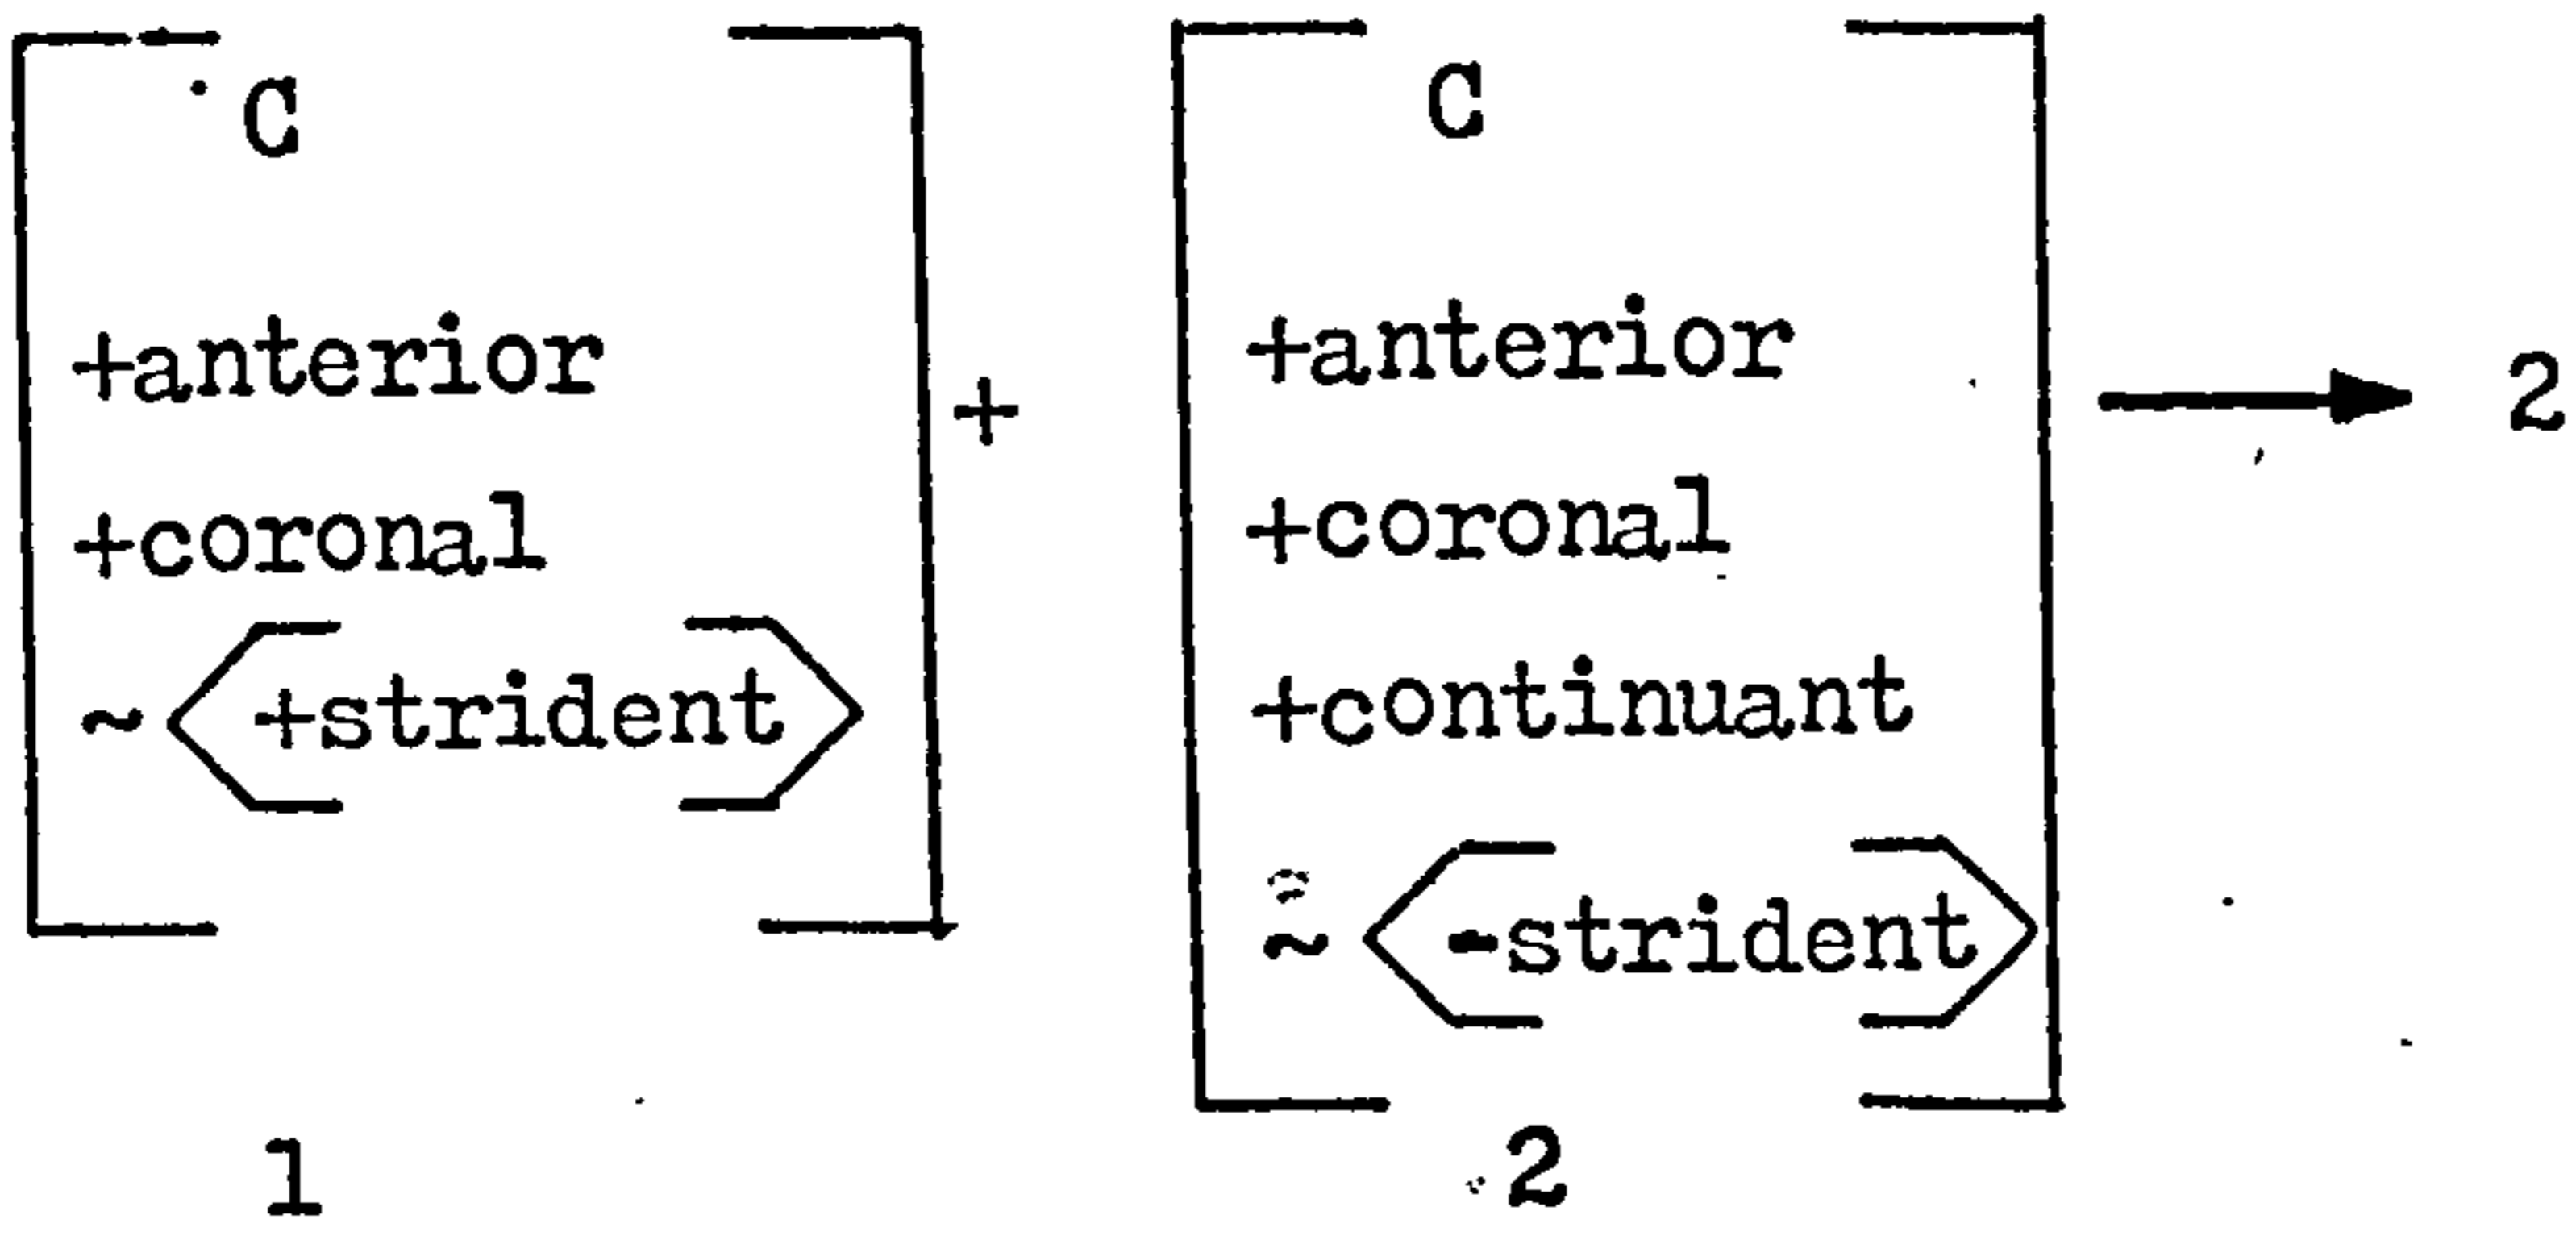 C C
+anterior +anterior
+ → 2
+coronal +coronal
~ <+strident> +continuant
~ <-strident>
1 2